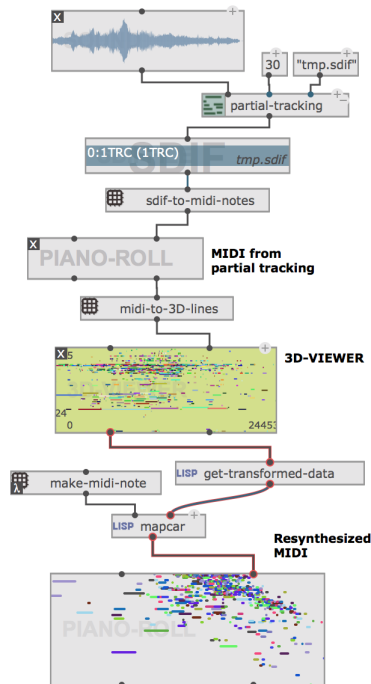 X
+
30
"tmp.sdif"
partial-tracking
SDIF
0:1TRC (1TRC)
tmp.sdif
sdif-to-midi-notes
X
PIANO-ROLL
MIDI from
partial tracking
midi-to-3D-lines
3D-VIEWER
X
24
0
LISP get-transformed-data
λ
make-midi-note
LISP mapcar
Resynthesized
MIDI
PIANO-ROLL